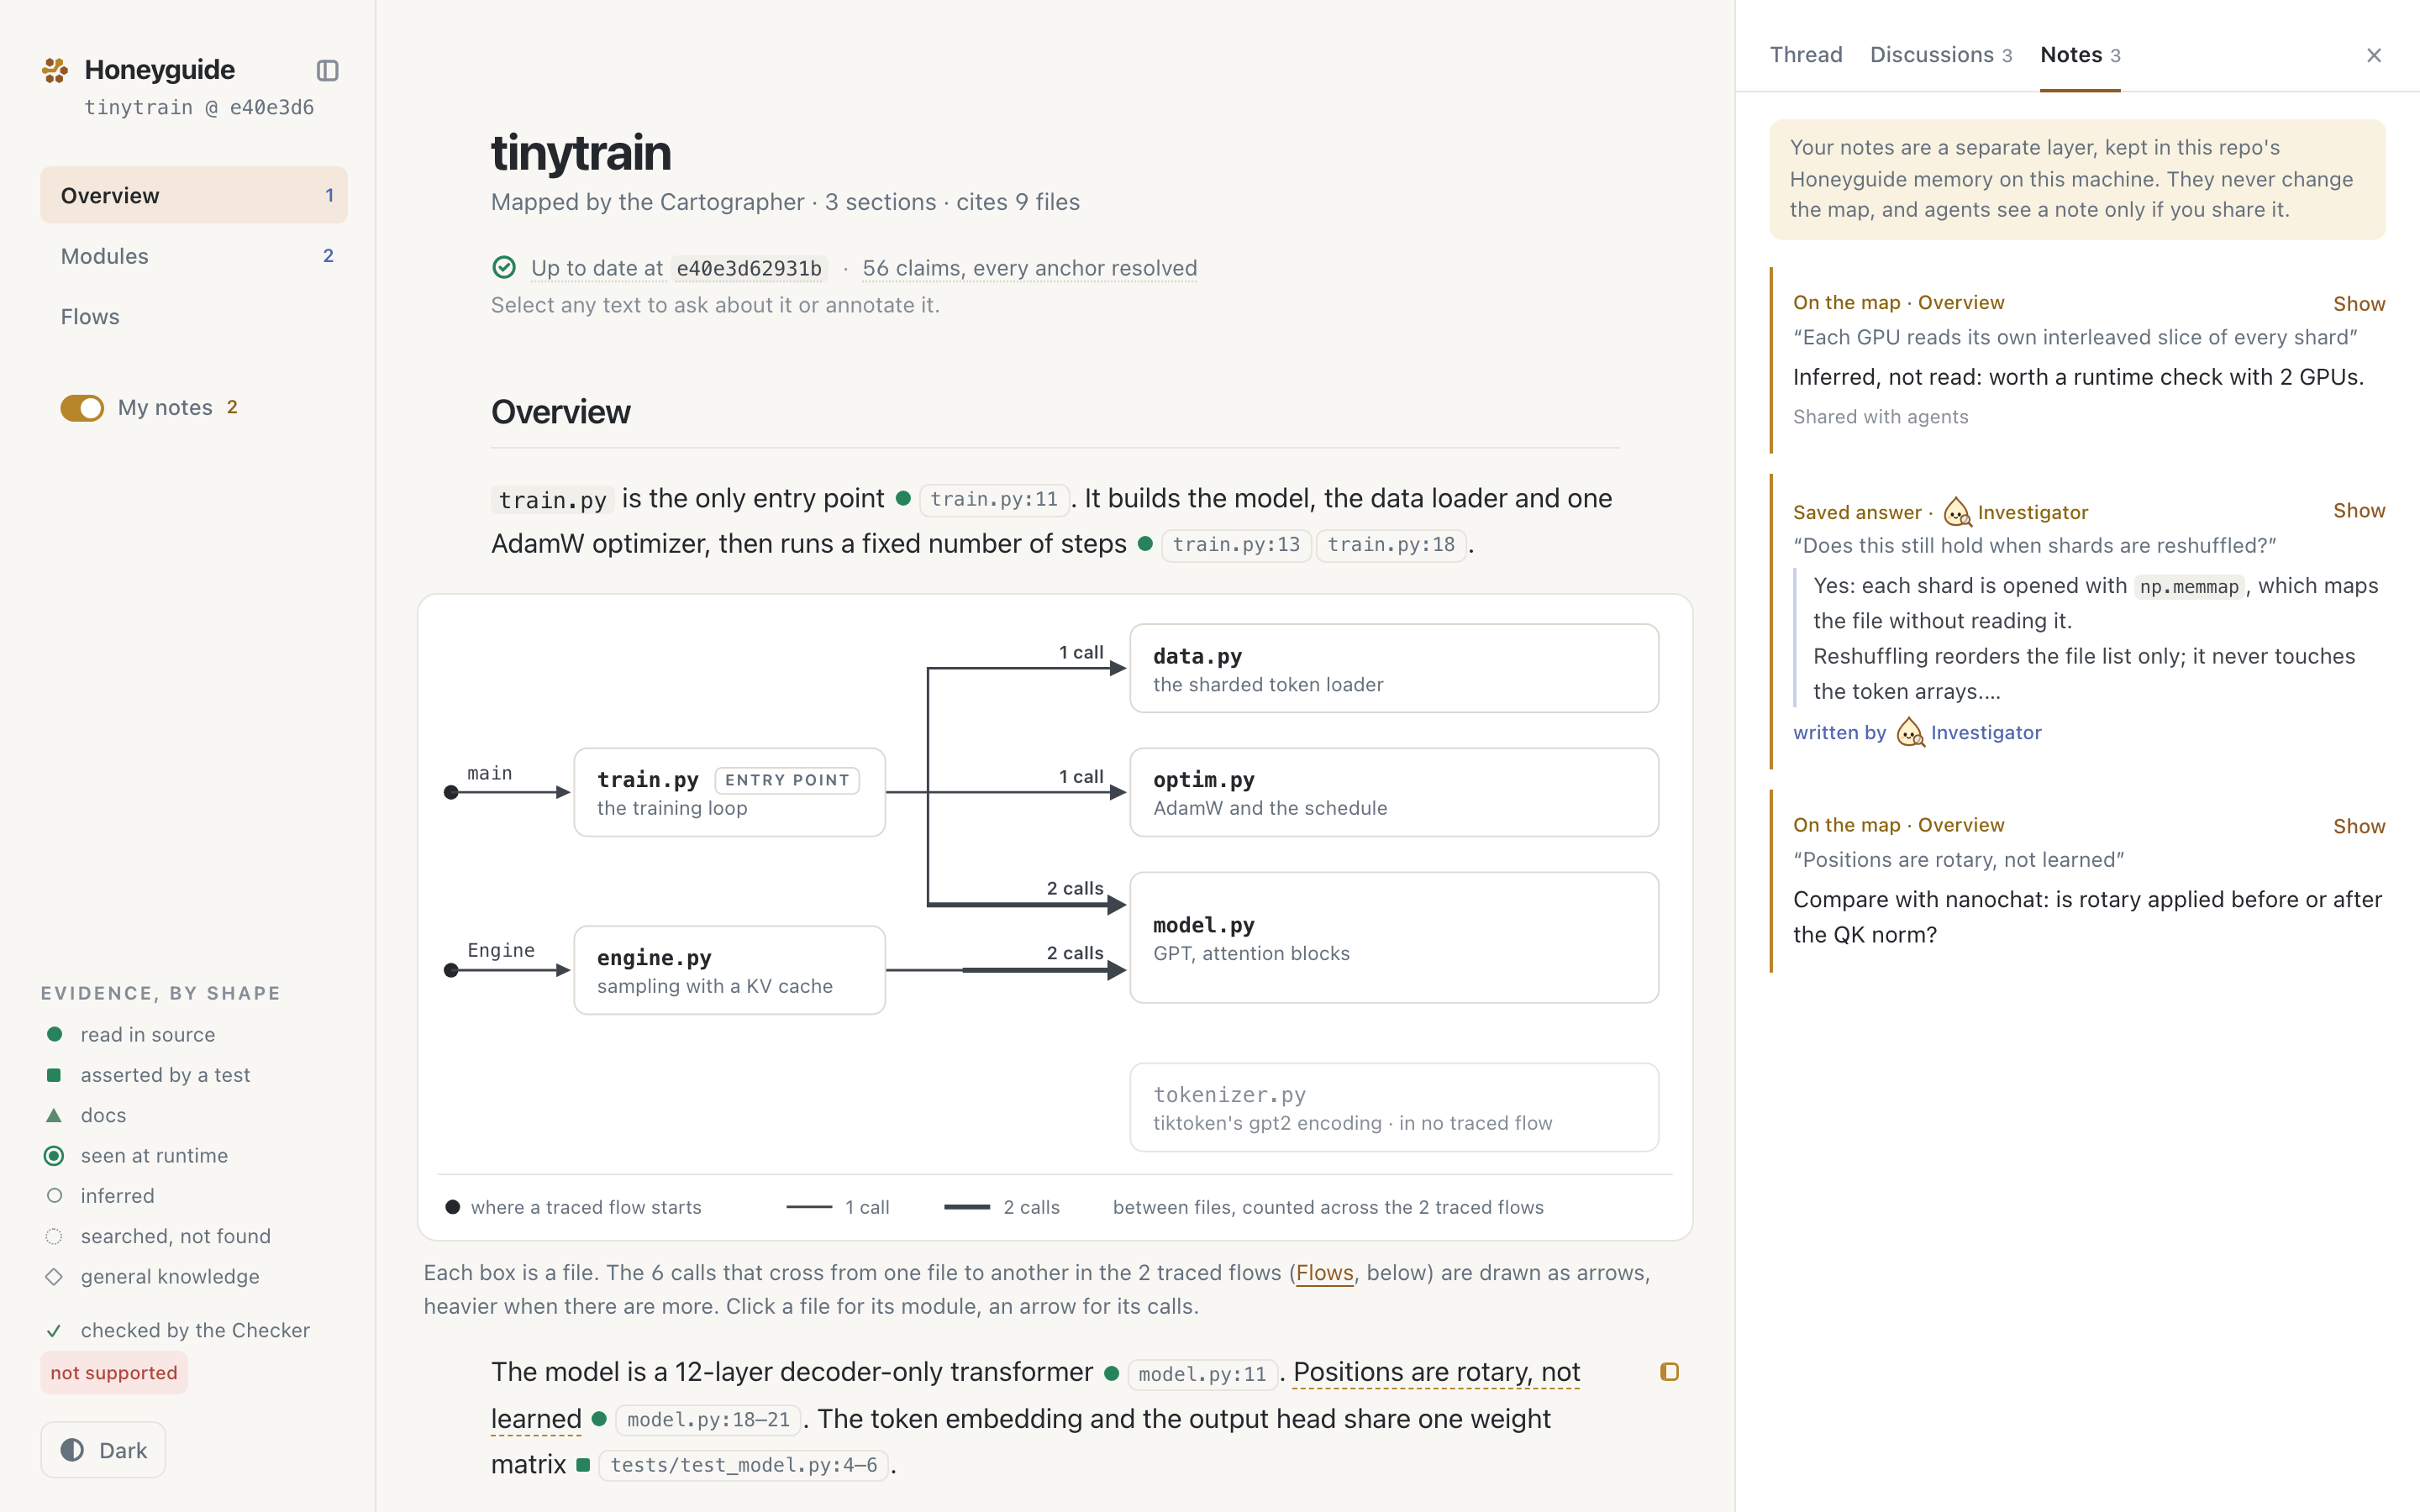 Honeyguide
tinytrain @ e40e3d6
Overview 1
Modules 2
Flows
My notes 2
EVIDENCE, BY SHAPE
read in source
asserted by a test
docs
seen at runtime
inferred
searched, not found
general knowledge
checked by the Checker
not supported
Dark
tinytrain
Mapped by the Cartographer · 3 sections · cites 9 files
Up to date at e40e3d62931b · 56 claims, every anchor resolved
Select any text to ask about it or annotate it.
Overview
train.py is the only entry point train.py:11. It builds the model, the data loader and one
AdamW optimizer, then runs a fixed number of steps train.py:13 train.py:18.
main
train.py ENTRY POINT
the training loop
Engine
engine.py
sampling with a KV cache
1 call
data.py
the sharded token loader
1 call
optim.py
AdamW and the schedule
2 calls
2 calls
model.py
GPT, attention blocks
tokenizer.py
tiktoken's gpt2 encoding · in no traced flow
where a traced flow starts 1 call 2 calls between files, counted across the 2 traced flows
Each box is a file. The 6 calls that cross from one file to another in the 2 traced flows (Flows, below) are drawn as arrows,
heavier when there are more. Click a file for its module, an arrow for its calls.
The model is a 12-layer decoder-only transformer model.py:11. Positions are rotary, not
learned model.py:18–21. The token embedding and the output head share one weight
matrix tests/test_model.py:4–6.
Thread Discussions 3 Notes 3
Your notes are a separate layer, kept in this repo's
Honeyguide memory on this machine. They never change
the map, and agents see a note only if you share it.
On the map · Overview Show
“Each GPU reads its own interleaved slice of every shard”
Inferred, not read: worth a runtime check with 2 GPUs.
Shared with agents
Saved answer · Investigator Show
“Does this still hold when shards are reshuffled?”
Yes: each shard is opened with np.memmap, which maps
the file without reading it.
Reshuffling reorders the file list only; it never touches
the token arrays....
written by Investigator
On the map · Overview Show
“Positions are rotary, not learned”
Compare with nanochat: is rotary applied before or after
the QK norm?